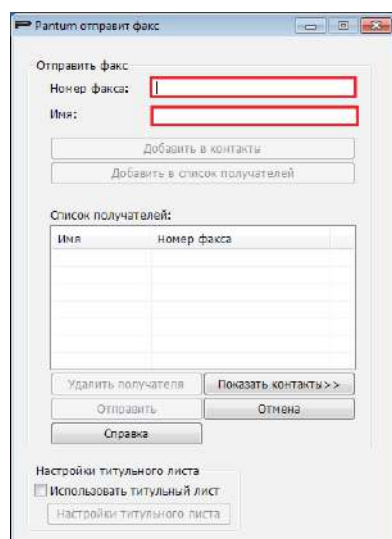 Pantum отправит факс
Отправить факс
Номер факса:
Имя:
Добавить в контакты
Добавить в список получателей
Список получателей:
Имя Номер факса
Удалить получателя Показать контакты>>
Отправить Отмена
Справка
Настройки титульного листа
Использовать титульный лист
Настройки титульного листа